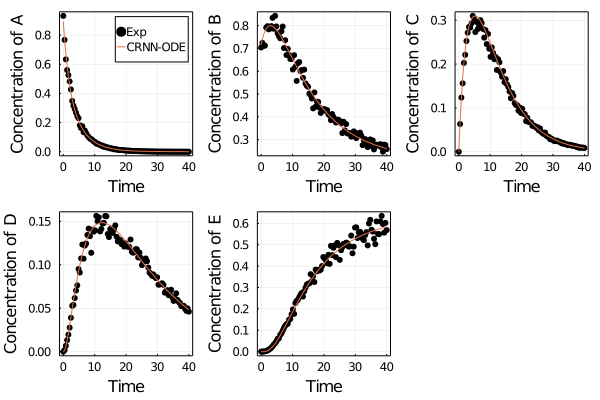 Concentration of A
0.8
0.6
0.4
0.2
0.0
0 10 20 30 40
Time
Exp
CRNN-ODE
Concentration of B
0.8
0.7
0.6
0.5
0.4
0.3
0 10 20 30 40
Time
Concentration of C
0.3
0.2
0.1
0.0
0 10 20 30 40
Time
Concentration of D
0.15
0.10
0.05
0.00
0 10 20 30 40
Time
Concentration of E
0.6
0.5
0.4
0.3
0.2
0.1
0.0
0 10 20 30 40
Time